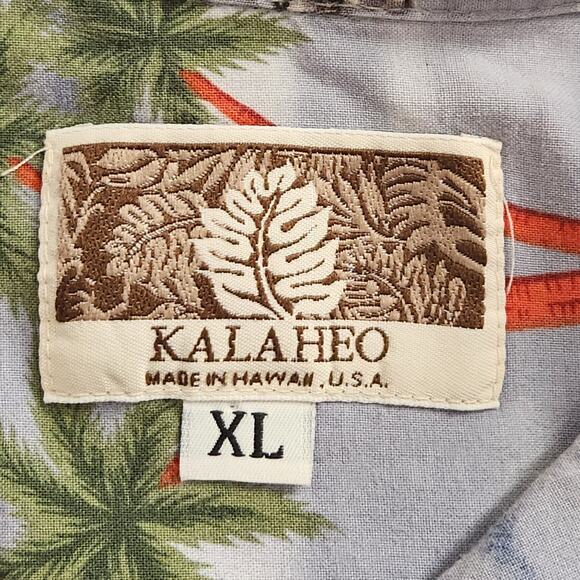 KALAHEO
MADE IN HAWAII, U.S.A.
XL